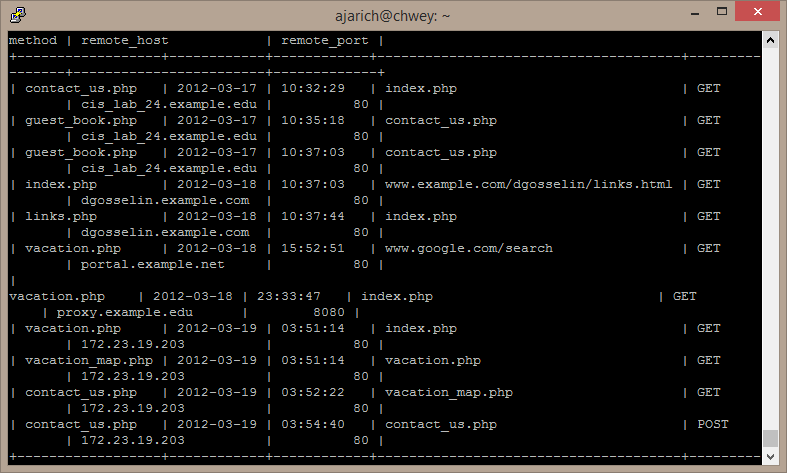 ajarich@chwey: ~
method | remote_host            | remote_port |
+------------------+------------+-------------+---------------------------------------+---------
-------+------------------------+-------------+
| contact_us.php   | 2012-03-17 | 10:32:29    | index.php                             | GET
       | cis_lab_24.example.edu |          80 |
| guest_book.php   | 2012-03-17 | 10:35:18    | contact_us.php                        | GET
       | cis_lab_24.example.edu |          80 |
| guest_book.php   | 2012-03-17 | 10:37:03    | contact_us.php                        | GET
       | cis_lab_24.example.edu |          80 |
| index.php        | 2012-03-18 | 10:37:03    | www.example.com/dgosselin/links.html | GET
       | dgosselin.example.com  |          80 |
| links.php        | 2012-03-18 | 10:37:44    | index.php                             | GET
       | dgosselin.example.com  |          80 |
| vacation.php     | 2012-03-18 | 15:52:51    | www.google.com/search                 | GET
       | portal.example.net     |          80 |
|
vacation.php    | 2012-03-18 | 23:33:47   | index.php                            | GET
    | proxy.example.edu      |        8080 |
| vacation.php     | 2012-03-19 | 03:51:14    | index.php                             | GET
       | 172.23.19.203          |          80 |
| vacation_map.php | 2012-03-19 | 03:51:14    | vacation.php                          | GET
       | 172.23.19.203          |          80 |
| contact_us.php   | 2012-03-19 | 03:52:22    | vacation_map.php                      | GET
       | 172.23.19.203          |          80 |
| contact_us.php   | 2012-03-19 | 03:54:40    | contact_us.php                        | POST
       | 172.23.19.203          |          80 |
+------------------+------------+-------------+---------------------------------------+---------